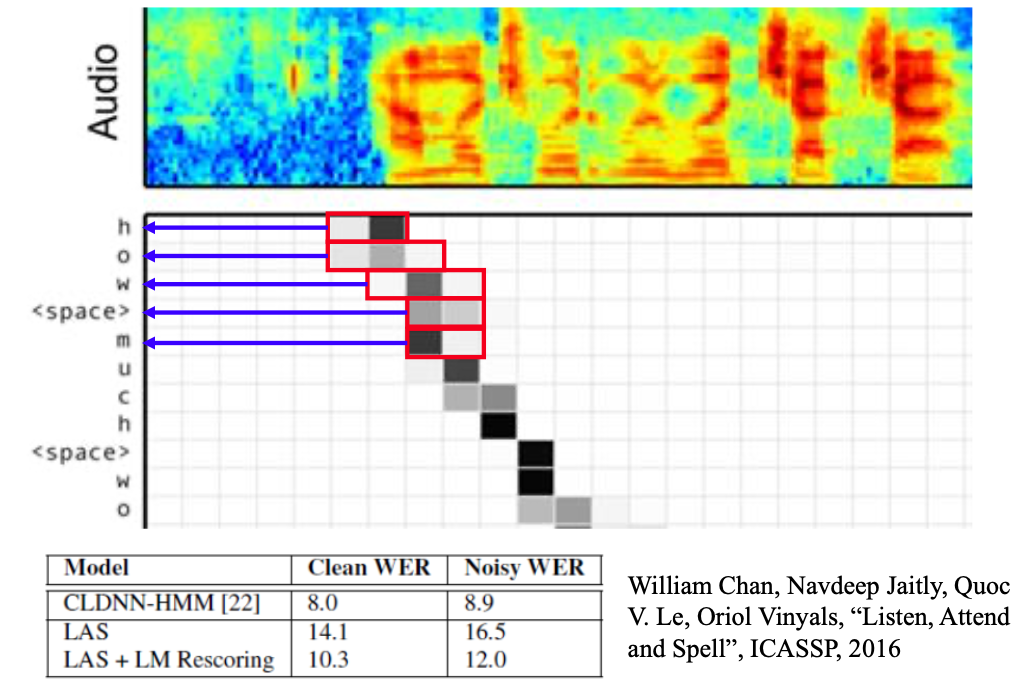 Audio
h
o
w
<space>
m
u
c
h
<space>
w
o
Model Clean WER Noisy WER
CLDNN-HMM [22] 8.0 8.9
LAS 14.1 16.5
LAS + LM Rescoring 10.3 12.0
William Chan, Navdeep Jaitly, Quoc
V. Le, Oriol Vinyals, “Listen, Attend
and Spell”, ICASSP, 2016